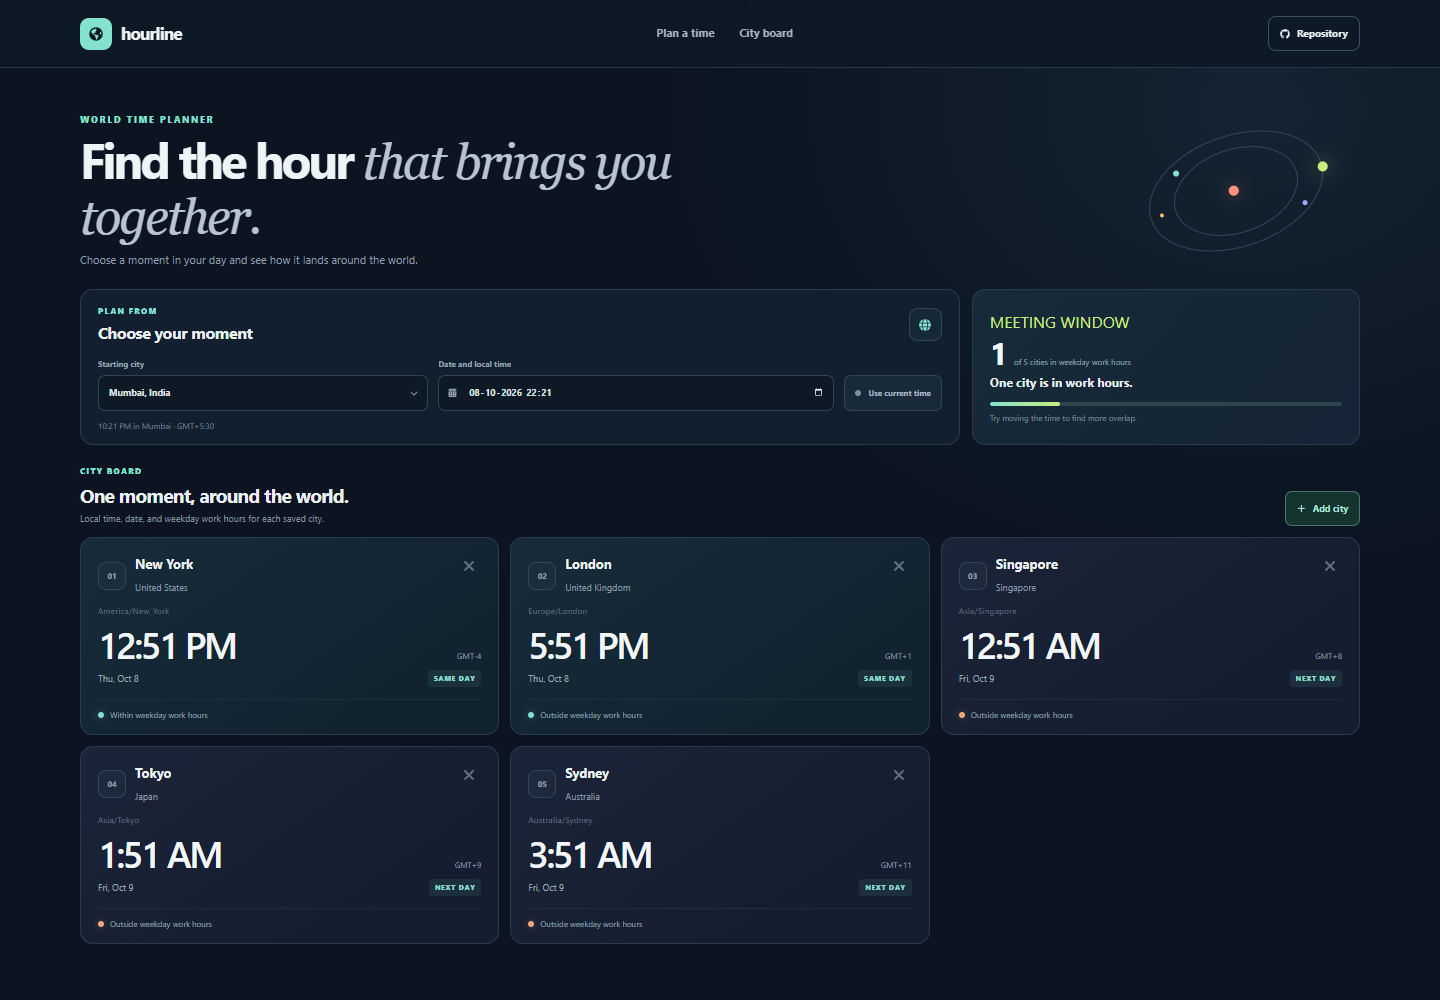 hourline
Plan a time
City board
Repository
WORLD TIME PLANNER
Find the hour that brings you
together.
Choose a moment in your day and see how it lands around the world.
PLAN FROM
Choose your moment
Starting city
Date and local time
Mumbai, India
08-10-2026 22:21
Use current time
10:21 PM in Mumbai · GMT+5:30
MEETING WINDOW
1 of 5 cities in weekday work hours
One city is in work hours.
Try moving the time to find more overlap.
CITY BOARD
One moment, around the world.
Local time, date, and weekday work hours for each saved city.
+ Add city
01
New York
United States
America/New_York
12:51 PM
GMT-4
Thu, Oct 8
SAME DAY
Within weekday work hours
02
London
United Kingdom
Europe/London
5:51 PM
GMT+1
Thu, Oct 8
SAME DAY
Outside weekday work hours
03
Singapore
Singapore
Asia/Singapore
12:51 AM
GMT+8
Fri, Oct 9
NEXT DAY
Outside weekday work hours
04
Tokyo
Japan
Asia/Tokyo
1:51 AM
GMT+9
Fri, Oct 9
NEXT DAY
Outside weekday work hours
05
Sydney
Australia
Australia/Sydney
3:51 AM
GMT+11
Fri, Oct 9
NEXT DAY
Outside weekday work hours